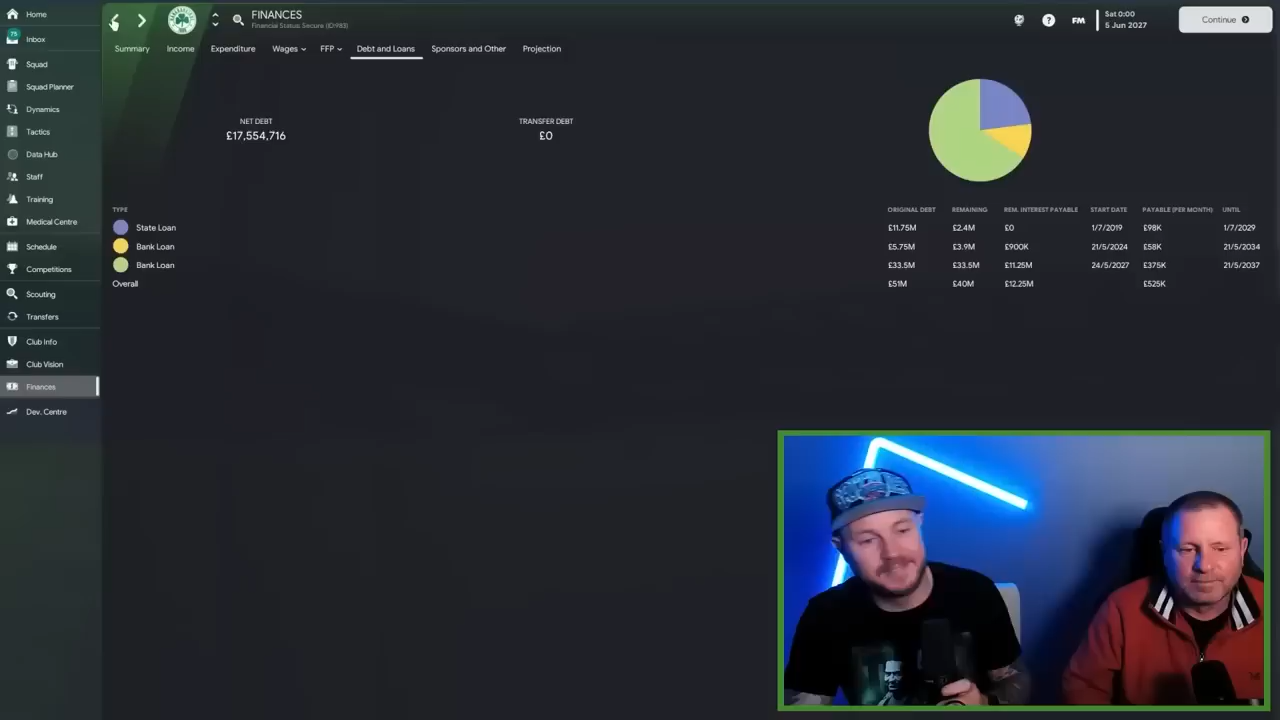 Home
FINANCES
Financial Status: Secure (ID:983)
FM
Sat 0:00
5 Jun 2027
Continue
75
Inbox
Summary
Income
Expenditure
Wages
FFP
Debt and Loans
Sponsors and Other
Projection
Squad
Squad Planner
Dynamics
Tactics
Data Hub
Staff
Training
Medical Centre
Schedule
Competitions
Scouting
Transfers
Club Info
Club Vision
Finances
Dev. Centre
NET DEBT
£17,554,716
TRANSFER DEBT
£0
TYPE ORIGINAL DEBT REMAINING REM. INTEREST PAYABLE START DATE PAYABLE (PER MONTH) UNTIL
State Loan £11.75M £2.4M £0 1/7/2019 £98K 1/7/2029
Bank Loan £5.75M £3.9M £900K 21/5/2024 £58K 21/5/2034
Bank Loan £33.5M £33.5M £11.25M 24/5/2027 £375K 21/5/2037
Overall £51M £40M £12.25M £525K